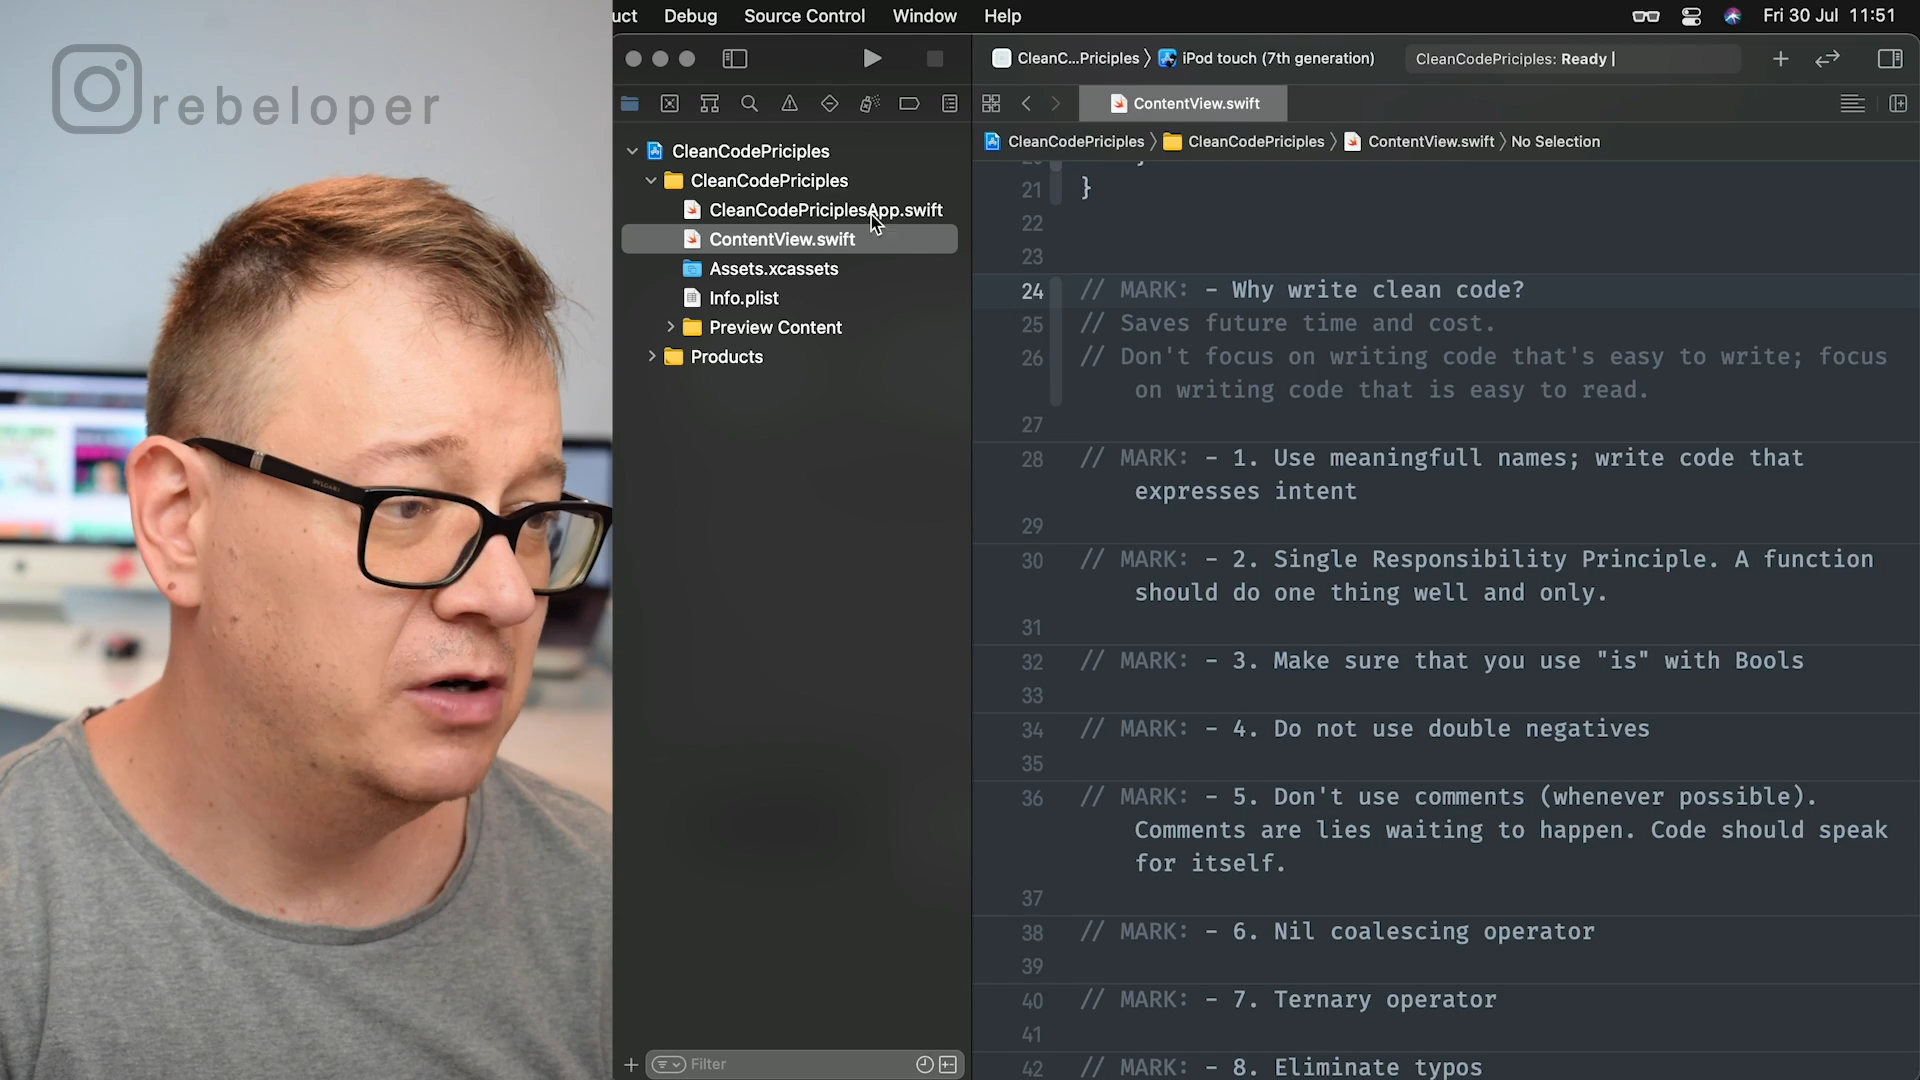 uct Debug Source Control Window Help Fri 30 Jul 11:51
rebeloper
CleanC...Priciples iPod touch (7th generation) CleanCodePriciples: Ready
ContentView.swift
CleanCodePriciples CleanCodePriciples ContentView.swift No Selection
CleanCodePriciples
CleanCodePriciples
CleanCodePriciplesApp.swift
ContentView.swift
Assets.xcassets
Info.plist
Preview Content
Products
Filter
21 }
22
23
24 // MARK: - Why write clean code?
25 // Saves future time and cost.
26 // Don't focus on writing code that's easy to write; focus
on writing code that is easy to read.
27
28 // MARK: - 1. Use meaningfull names; write code that
expresses intent
29
30 // MARK: - 2. Single Responsibility Principle. A function
should do one thing well and only.
31
32 // MARK: - 3. Make sure that you use "is" with Bools
33
34 // MARK: - 4. Do not use double negatives
35
36 // MARK: - 5. Don't use comments (whenever possible).
Comments are lies waiting to happen. Code should speak
for itself.
37
38 // MARK: - 6. Nil coalescing operator
39
40 // MARK: - 7. Ternary operator
41
42 // MARK: - 8. Eliminate typos